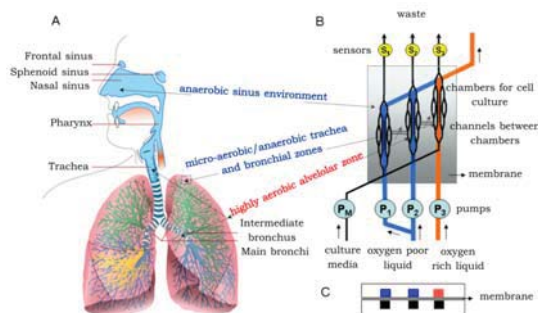 A
Frontal sinus
Sphenoid sinus
Nasal sinus
Pharynx
Trachea
anaerobic sinus environment
micro-aerobic/anaerobic trachea
and bronchial zones
highly aerobic alvelolar zone
Intermediate
bronchus
Main bronchi
B
waste
sensors
S1
S2
S3
chambers for cell
culture
channels between
chambers
membrane
PM
P1
P2
P3
pumps
culture
media
oxygen poor
liquid
oxygen
rich liquid
C
membrane